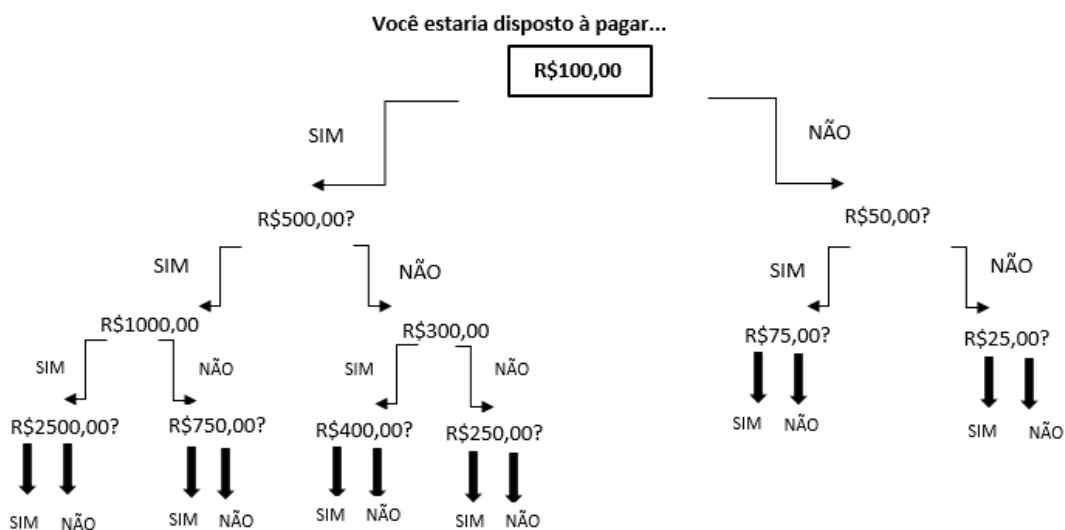 Você estaria disposto à pagar...
R$100,00
SIM
NÃO
R$500,00?
R$50,00?
SIM
NÃO
SIM
NÃO
R$1000,00
R$300,00
R$75,00?
R$25,00?
SIM
NÃO
SIM
NÃO
R$2500,00?
R$750,00?
R$400,00?
R$250,00?
SIM
NÃO
SIM
NÃO
SIM
NÃO
SIM
NÃO
SIM
NÃO
SIM
NÃO